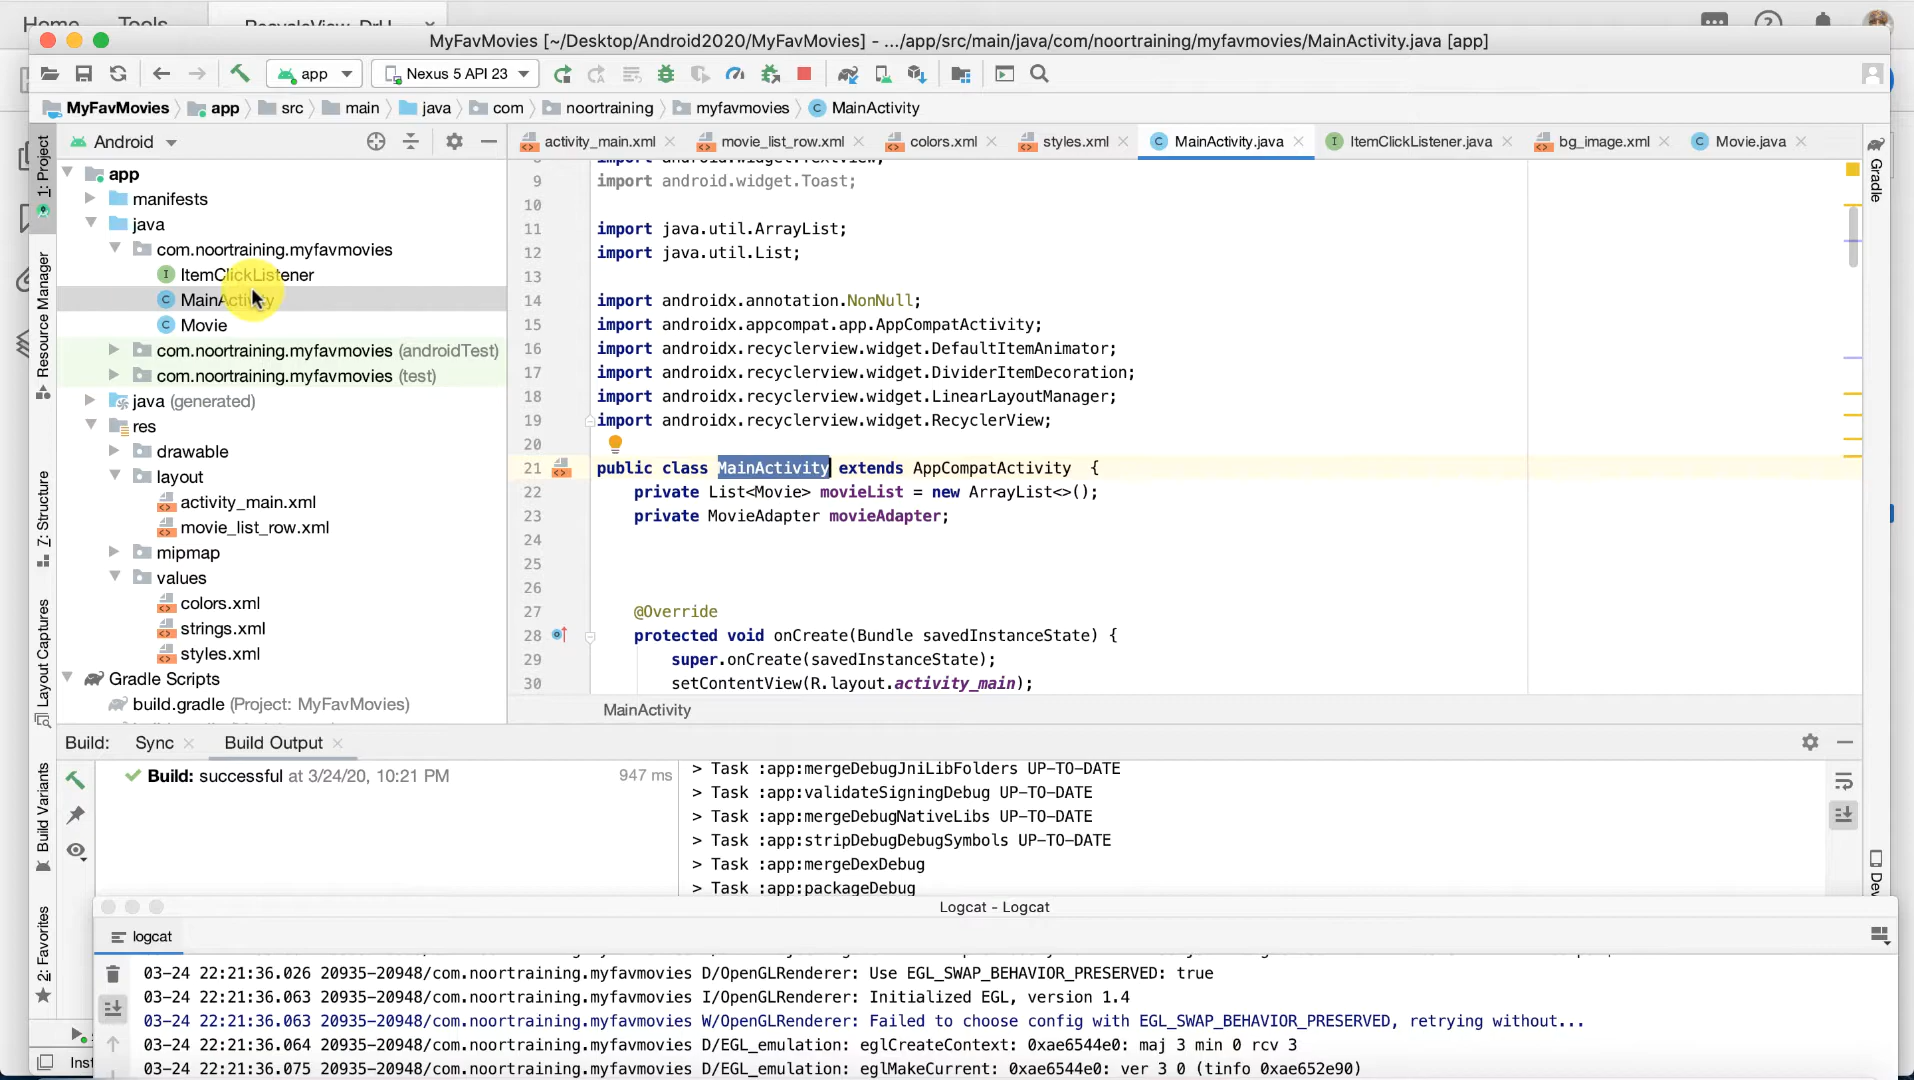 Home Tools RecycleView_DrH
MyFavMovies [~/Desktop/Android2020/MyFavMovies] - .../app/src/main/java/com/noortraining/myfavmovies/MainActivity.java [app]
app Nexus 5 API 23
MyFavMovies app src main java com noortraining myfavmovies MainActivity
Android
activity_main.xml movie_list_row.xml colors.xml styles.xml MainActivity.java ItemClickListener.java bg_image.xml Movie.java
1: Project
Resource Manager
7: Structure
Layout Captures
Build Variants
2: Favorites
Gradle
app
manifests
java
com.noortraining.myfavmovies
ItemClickListener
MainActivity
Movie
com.noortraining.myfavmovies (androidTest)
com.noortraining.myfavmovies (test)
java (generated)
res
drawable
layout
activity_main.xml
movie_list_row.xml
mipmap
values
colors.xml
strings.xml
styles.xml
Gradle Scripts
build.gradle (Project: MyFavMovies)
import android.widget.TextView;
9 import android.widget.Toast;
10
11 import java.util.ArrayList;
12 import java.util.List;
13
14 import androidx.annotation.NonNull;
15 import androidx.appcompat.app.AppCompatActivity;
16 import androidx.recyclerview.widget.DefaultItemAnimator;
17 import androidx.recyclerview.widget.DividerItemDecoration;
18 import androidx.recyclerview.widget.LinearLayoutManager;
19 import androidx.recyclerview.widget.RecyclerView;
20
21 public class MainActivity extends AppCompatActivity {
22 private List<Movie> movieList = new ArrayList<>();
23 private MovieAdapter movieAdapter;
24
25
26
27 @Override
28 protected void onCreate(Bundle savedInstanceState) {
29 super.onCreate(savedInstanceState);
30 setContentView(R.layout.activity_main);
MainActivity
Build: Sync Build Output
Build: successful at 3/24/20, 10:21 PM 947 ms
> Task :app:mergeDebugJniLibFolders UP-TO-DATE
> Task :app:validateSigningDebug UP-TO-DATE
> Task :app:mergeDebugNativeLibs UP-TO-DATE
> Task :app:stripDebugDebugSymbols UP-TO-DATE
> Task :app:mergeDexDebug
> Task :app:packageDebug
Dev
Logcat - Logcat
logcat
03-24 22:21:36.026 20935-20948/com.noortraining.myfavmovies D/OpenGLRenderer: Use EGL_SWAP_BEHAVIOR_PRESERVED: true
03-24 22:21:36.063 20935-20948/com.noortraining.myfavmovies I/OpenGLRenderer: Initialized EGL, version 1.4
03-24 22:21:36.063 20935-20948/com.noortraining.myfavmovies W/OpenGLRenderer: Failed to choose config with EGL_SWAP_BEHAVIOR_PRESERVED, retrying without...
03-24 22:21:36.064 20935-20948/com.noortraining.myfavmovies D/EGL_emulation: eglCreateContext: 0xae6544e0: maj 3 min 0 rcv 3
03-24 22:21:36.075 20935-20948/com.noortraining.myfavmovies D/EGL_emulation: eglMakeCurrent: 0xae6544e0: ver 3 0 (tinfo 0xae652e90)
Inst